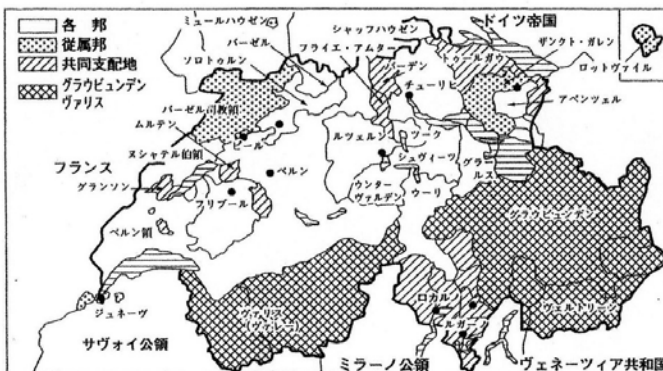 各邦
従属邦
共同支配地
グラウビュンデン
ヴァリス
ミュールハウゼン
バーゼル
ソロトゥルン
シャッフハウゼン
フライエ・アムター
バーデン
ドイツ帝国
トゥールガウ
ザンクト・ガレン
ロットヴァイル
チューリヒ
アペンツェル
バーゼル司教領
ムルテン
ビール
ヌシャテル伯領
フランス
グランソン
ルツェルン
ツーク
シュヴィーツ
グラールス
ベルン
フリブール
ウンターヴァルデン
ウーリ
グラウビュンデン
ベルン領
ジュネーヴ
ヴァリス
(ヴァレー)
ロカルノ
ルガーノ
ヴェルトリーン
サヴォイ公領
ミラーノ公領
ヴェネーツィア共和国